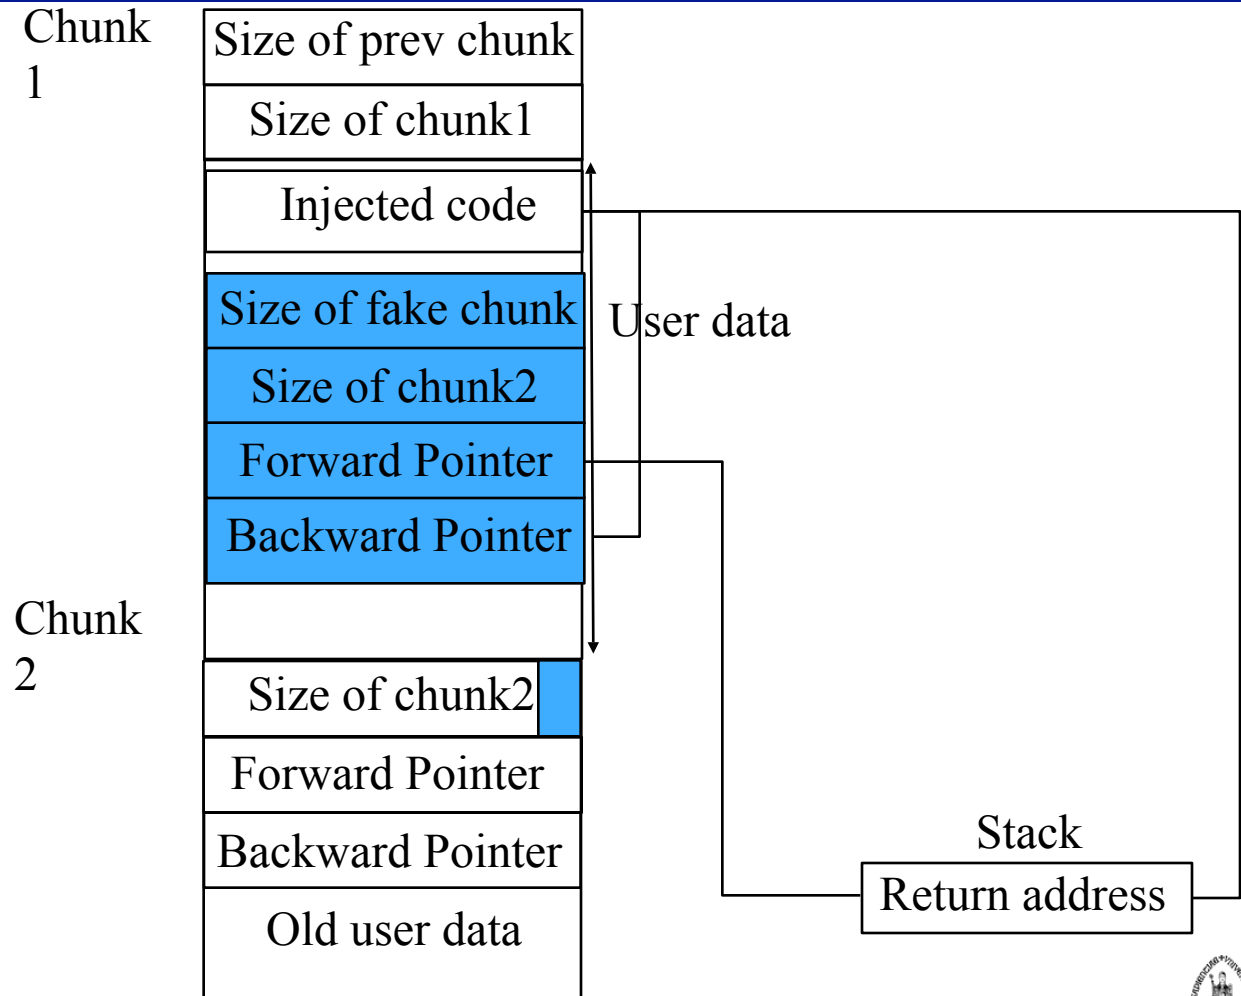 Chunk
1
Size of prev chunk
Size of chunk1
Injected code
Size of fake chunk
User data
Size of chunk2
Forward Pointer
Backward Pointer
Chunk
2
Size of chunk2
Forward Pointer
Backward Pointer
Stack
Return address
Old user data